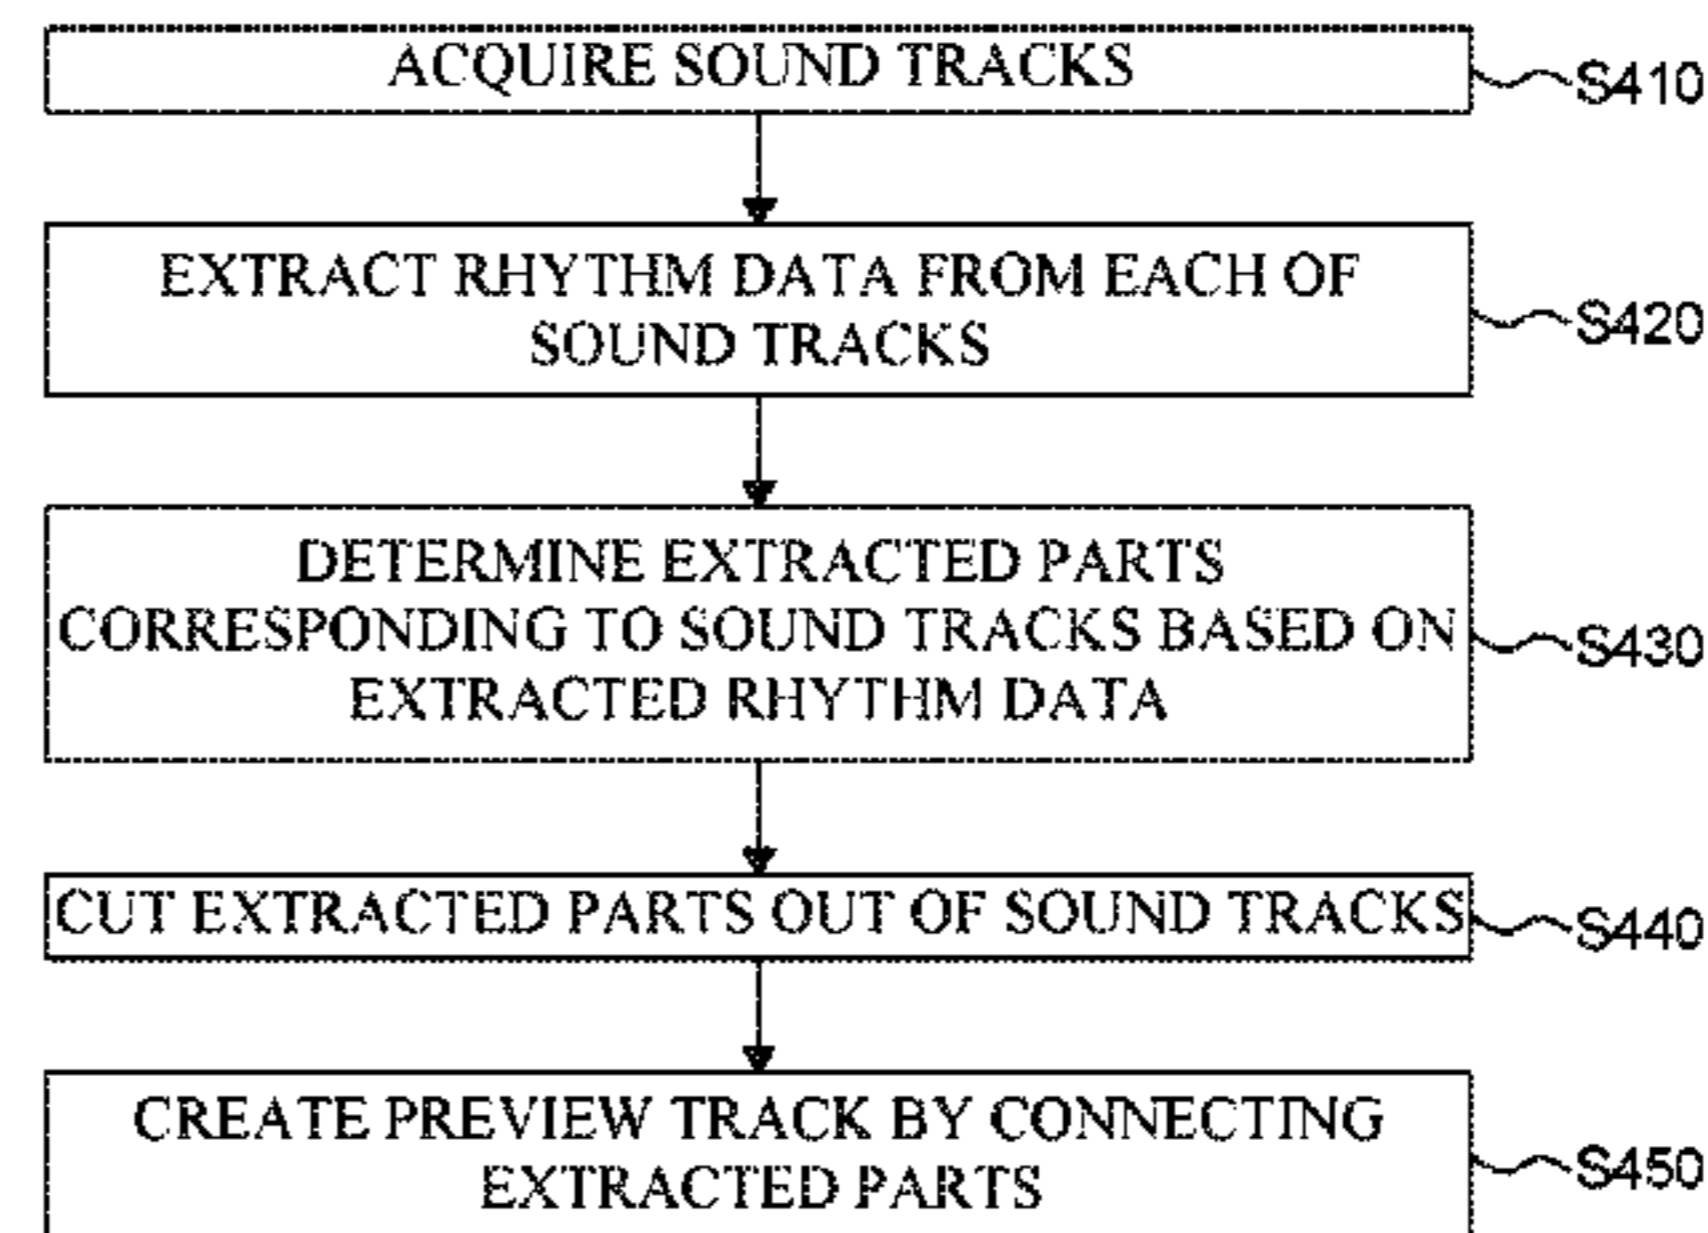 ACQUIRE SOUND TRACKS
S410
EXTRACT RHYTHM DATA FROM EACH OF
SOUND TRACKS
S420
DETERMINE EXTRACTED PARTS
CORRESPONDING TO SOUND TRACKS BASED ON
EXTRACTED RHYTHM DATA
S430
CUT EXTRACTED PARTS OUT OF SOUND TRACKS
S440
CREATE PREVIEW TRACK BY CONNECTING
EXTRACTED PARTS
S450